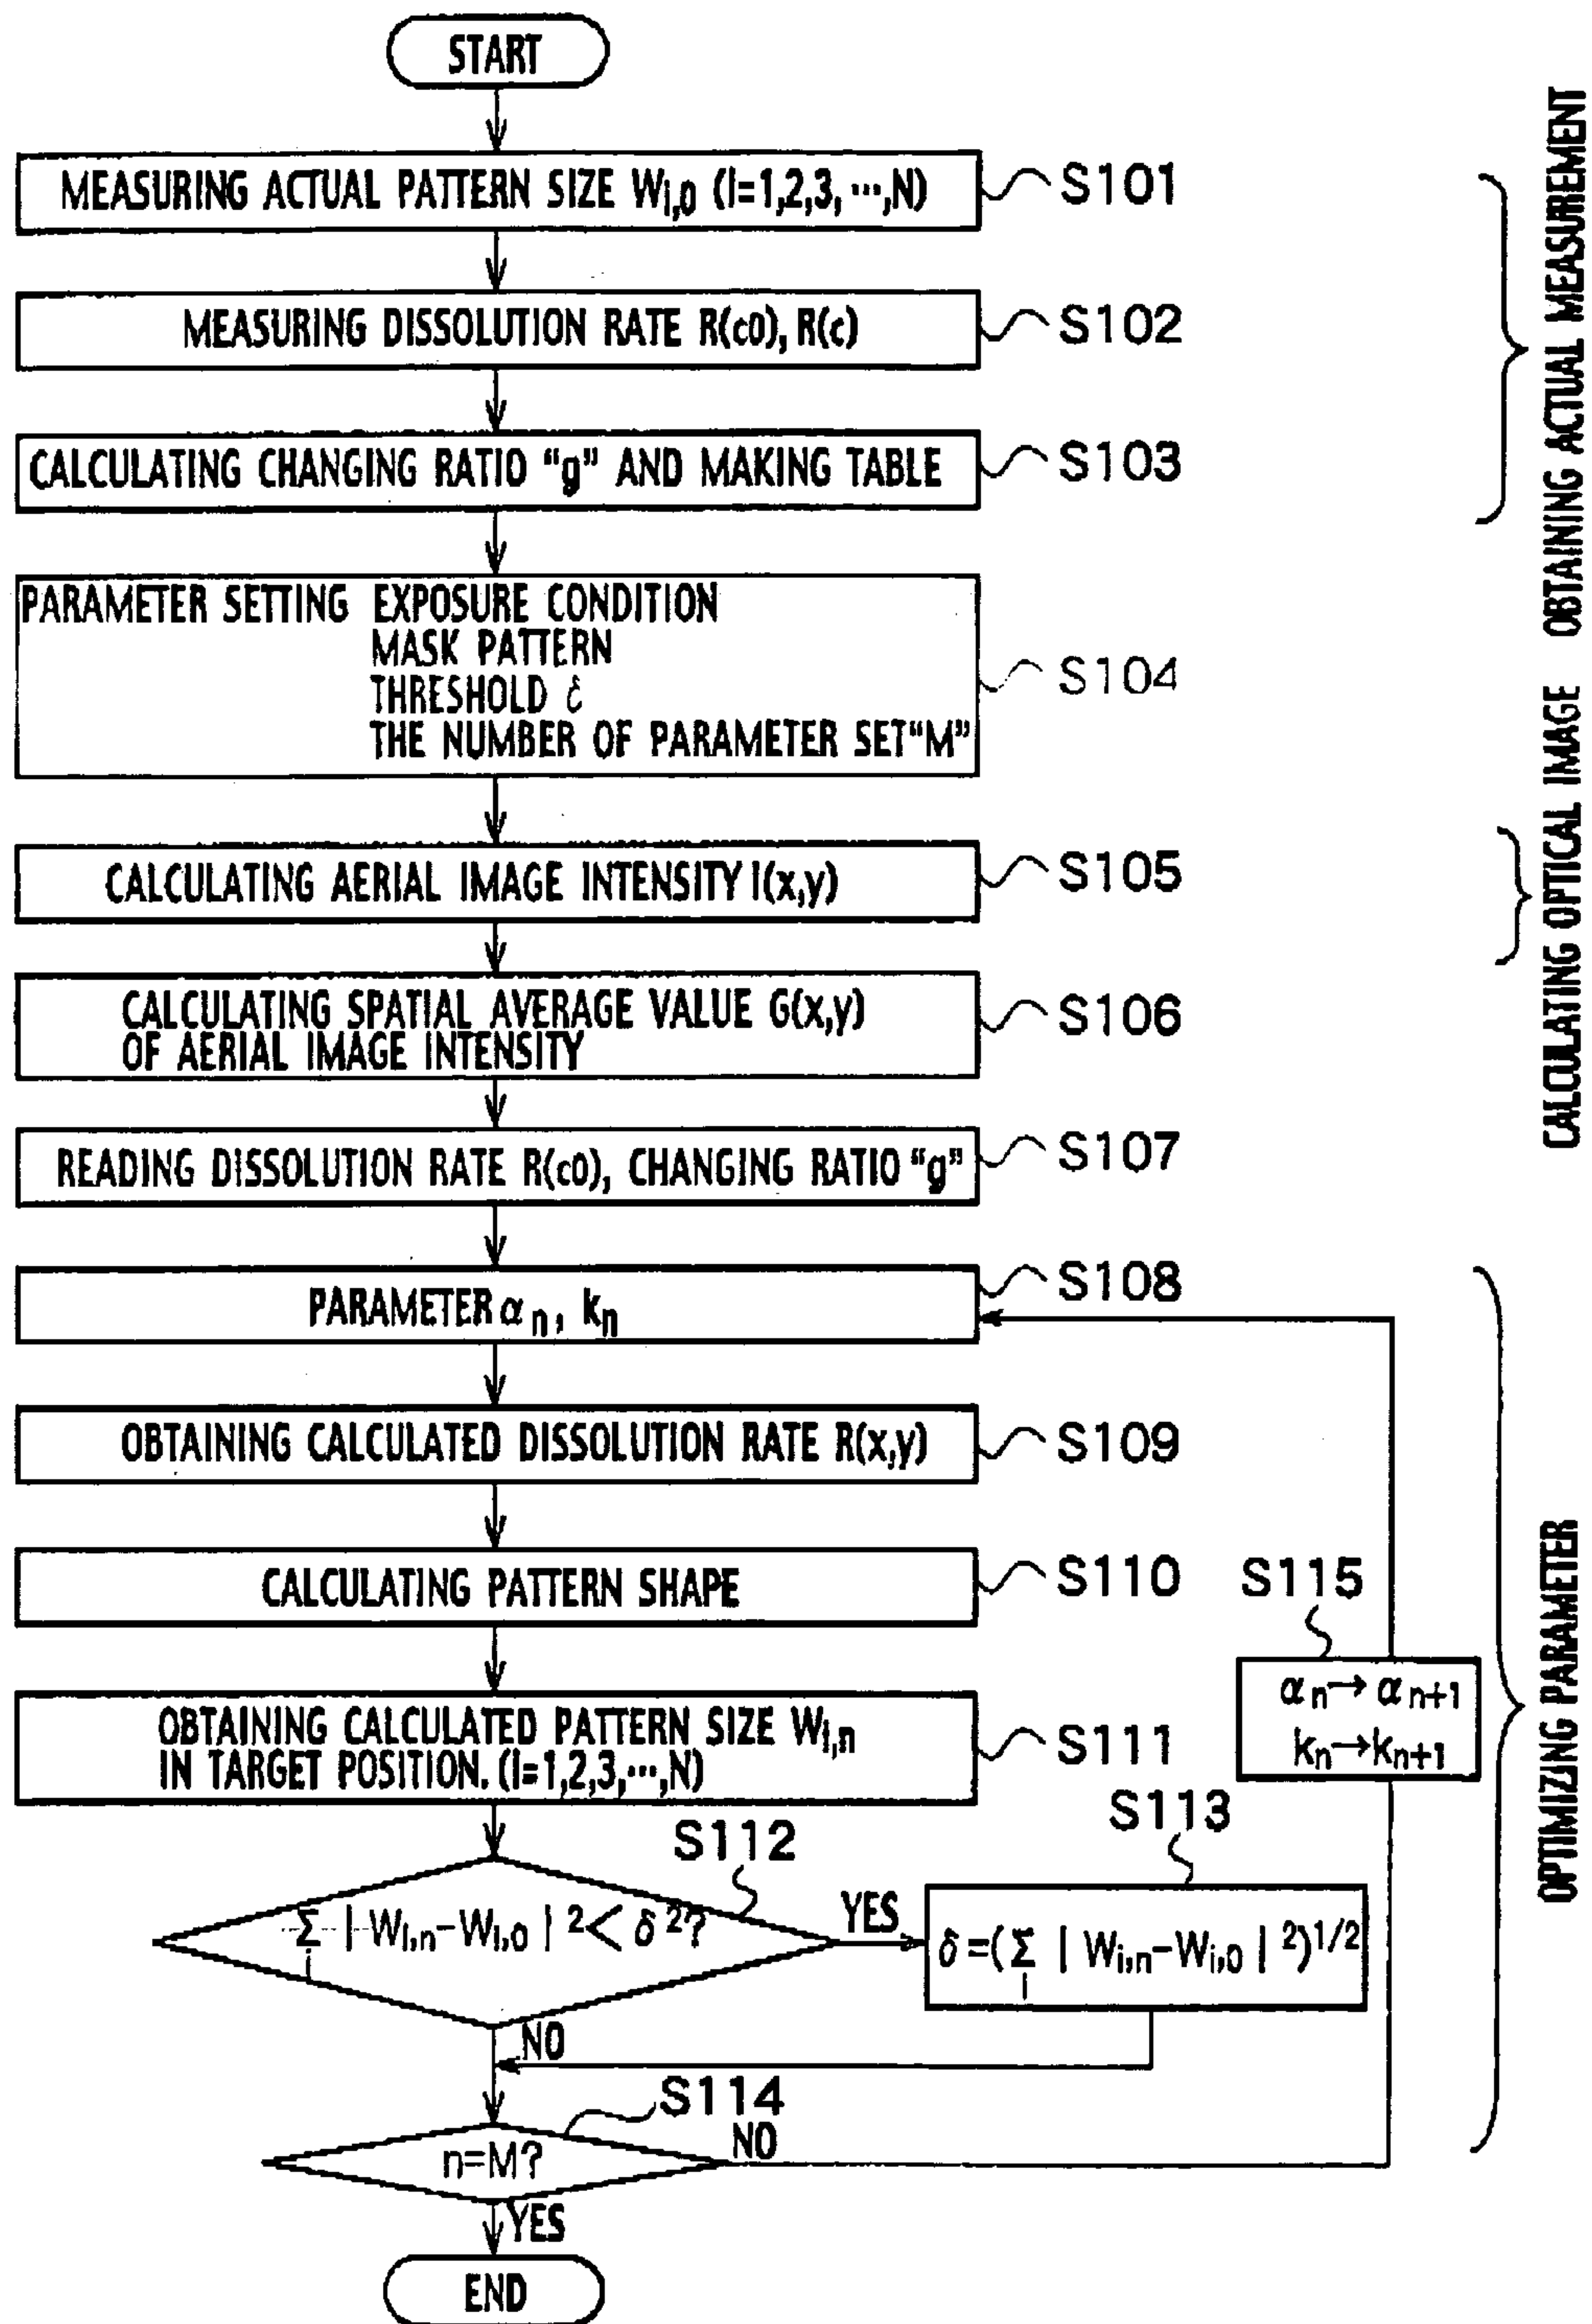 START
MEASURING ACTUAL PATTERN SIZE Wi,0 (i=1,2,3, ···,N)
S101
MEASURING DISSOLUTION RATE R(c0), R(c)
S102
CALCULATING CHANGING RATIO "g" AND MAKING TABLE
S103
OBTAINING ACTUAL MEASUREMENT
PARAMETER SETTING EXPOSURE CONDITION
MASK PATTERN
THRESHOLD δ
THE NUMBER OF PARAMETER SET "M"
S104
CALCULATING AERIAL IMAGE INTENSITY I(x,y)
S105
CALCULATING OPTICAL IMAGE
CALCULATING SPATIAL AVERAGE VALUE G(x,y)
OF AERIAL IMAGE INTENSITY
S106
READING DISSOLUTION RATE R(c0), CHANGING RATIO "g"
S107
PARAMETER αn, kn
S108
OBTAINING CALCULATED DISSOLUTION RATE R(x,y)
S109
CALCULATING PATTERN SHAPE
S110
S115
αn→αn+1
kn→kn+1
OPTIMIZING PARAMETER
OBTAINING CALCULATED PATTERN SIZE Wi,n
IN TARGET POSITION. (i=1,2,3,···,N)
S111
S112
Σi | Wi,n-Wi,0 | 2 < δ 2?
YES
S113
δ=(Σi | Wi,n-Wi,0 | 2)1/2
NO
S114
n=M?
NO
YES
END